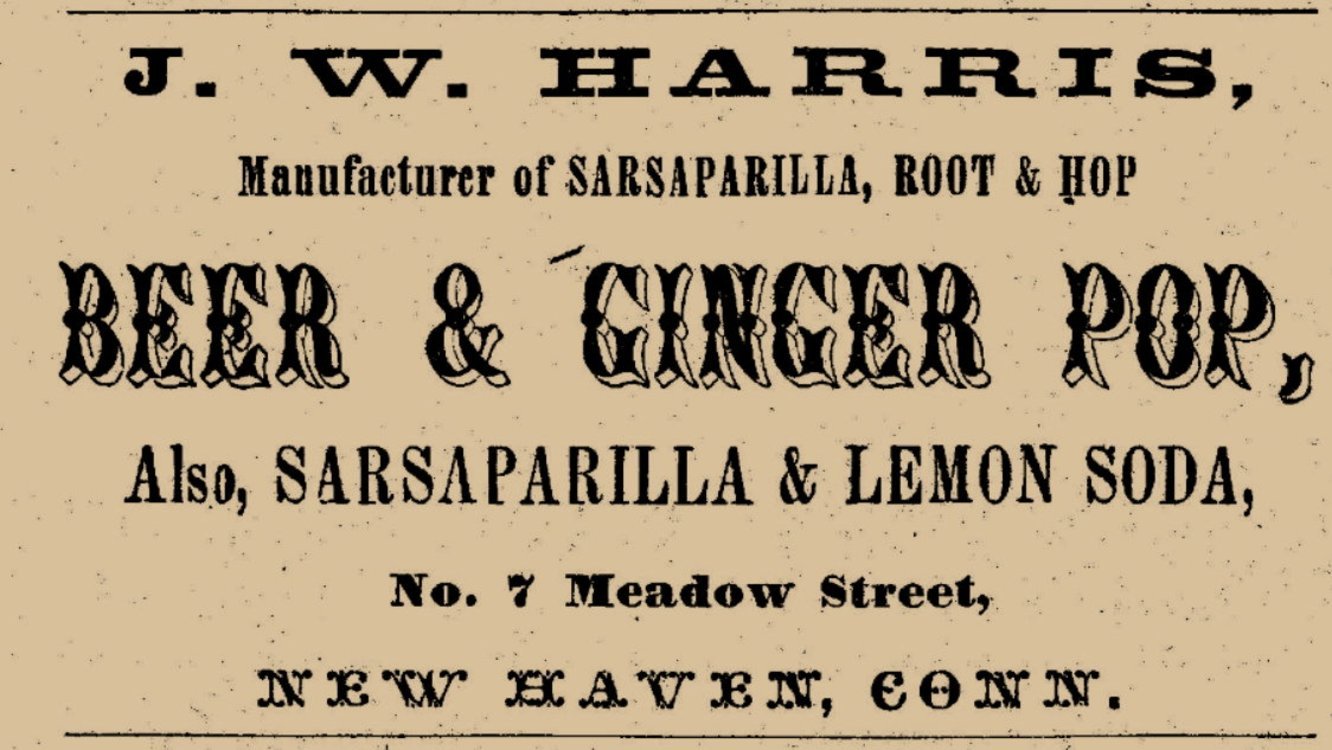 J. W. HARRIS,
Manufacturer of SARSAPARILLA, ROOT & HOP
BEER & GINGER POP,
Also, SARSAPARILLA & LEMON SODA,
No. 7 Meadow Street,
NEW HAVEN, CONN.